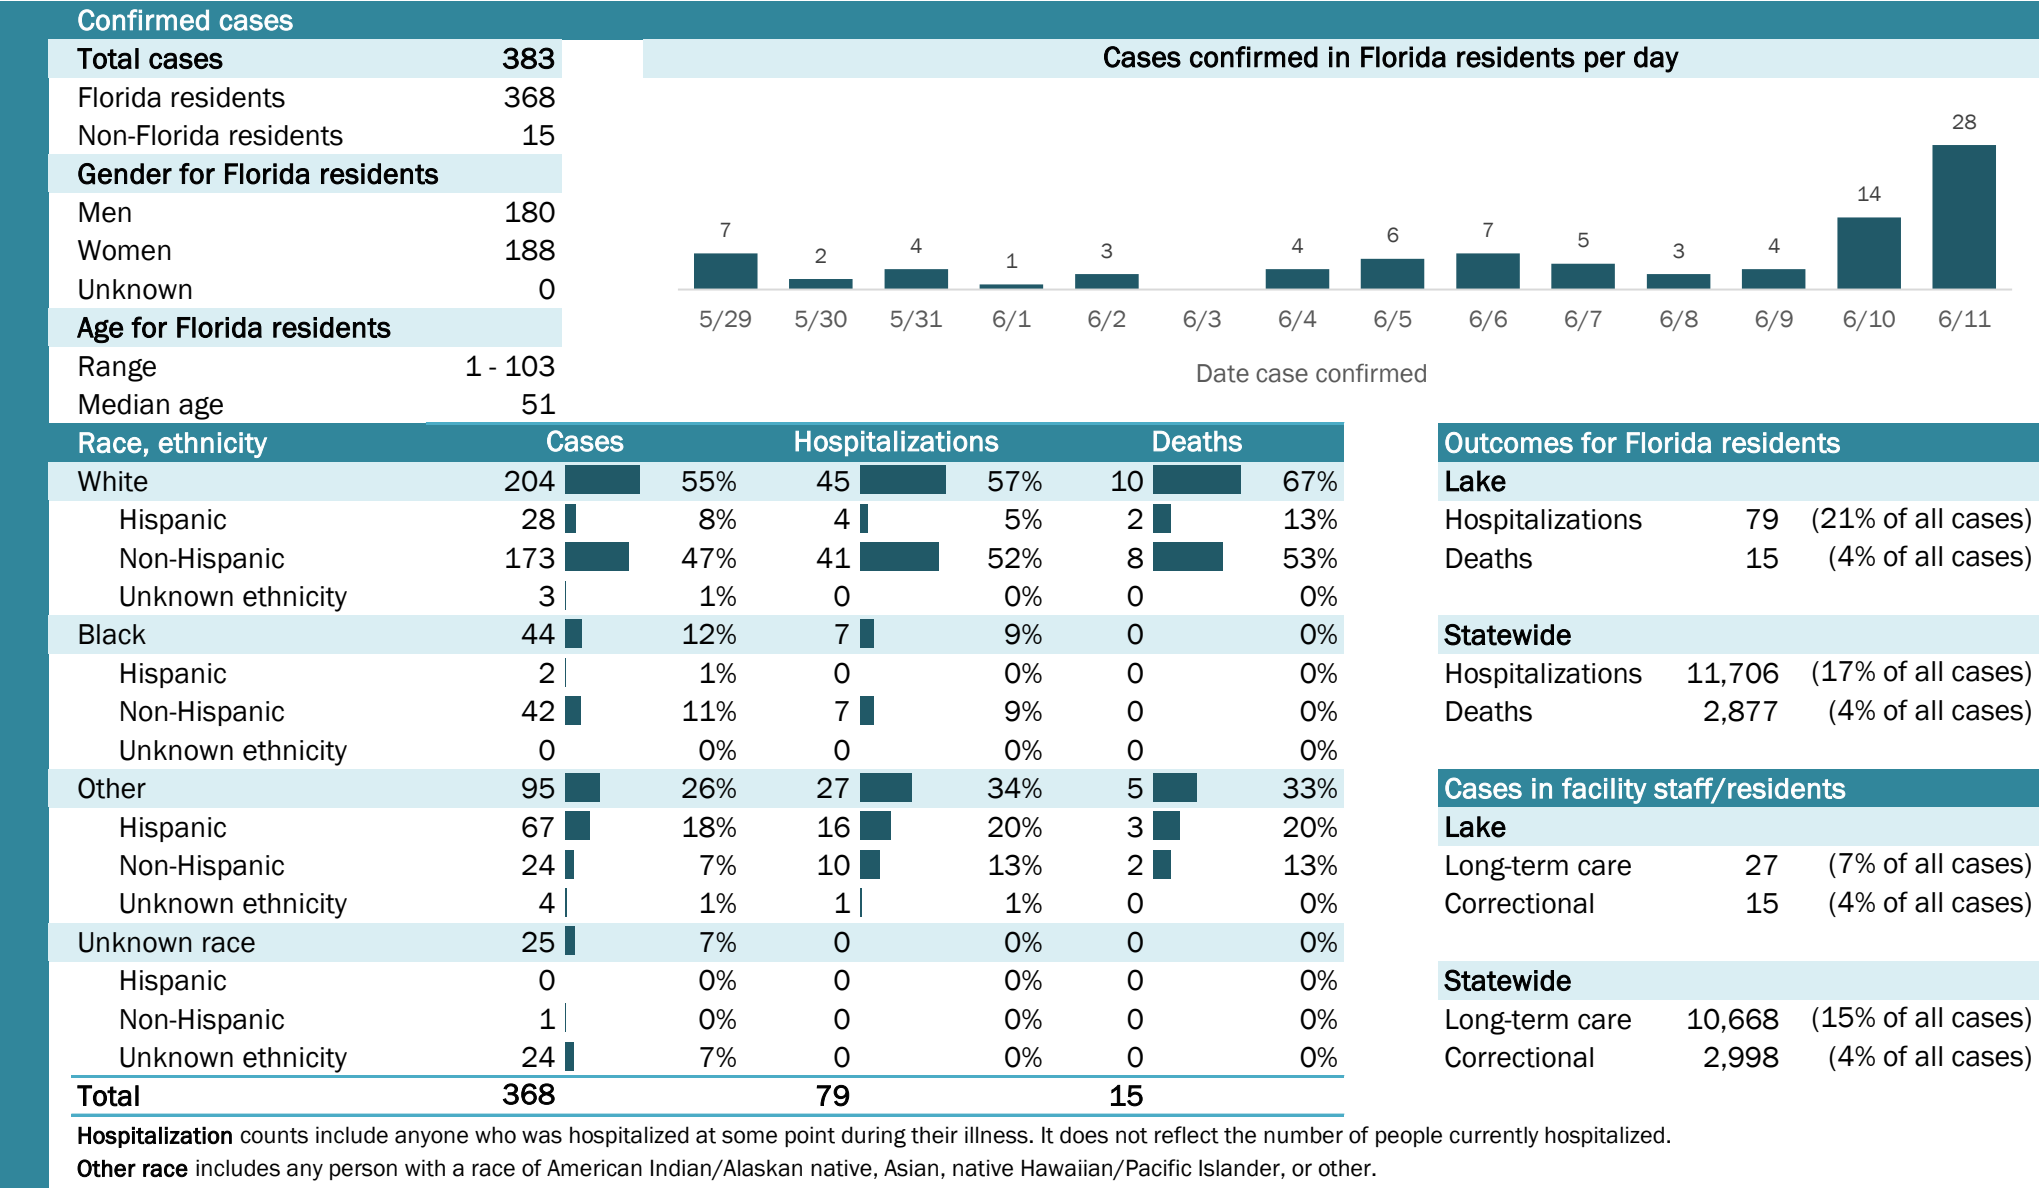 Confirmed cases
Total cases 383
Florida residents 368
Non-Florida residents 15
Gender for Florida residents
Men 180
Women 188
Unknown 0
Age for Florida residents
Range 1 - 103
Median age 51
Cases confirmed in Florida residents per day
7 2 4 1 3 4 6 7 5 3 4 14 28
5/29 5/30 5/31 6/1 6/2 6/3 6/4 6/5 6/6 6/7 6/8 6/9 6/10 6/11
Date case confirmed
Race, ethnicity Cases Hospitalizations Deaths
White 204 55% 45 57% 10 67%
Hispanic 28 8% 4 5% 2 13%
Non-Hispanic 173 47% 41 52% 8 53%
Unknown ethnicity 3 1% 0 0% 0 0%
Black 44 12% 7 9% 0 0%
Hispanic 2 1% 0 0% 0 0%
Non-Hispanic 42 11% 7 9% 0 0%
Unknown ethnicity 0 0% 0 0% 0 0%
Other 95 26% 27 34% 5 33%
Hispanic 67 18% 16 20% 3 20%
Non-Hispanic 24 7% 10 13% 2 13%
Unknown ethnicity 4 1% 1 1% 0 0%
Unknown race 25 7% 0 0% 0 0%
Hispanic 0 0% 0 0% 0 0%
Non-Hispanic 1 0% 0 0% 0 0%
Unknown ethnicity 24 7% 0 0% 0 0%
Total 368 79 15
Outcomes for Florida residents
Lake
Hospitalizations 79 (21% of all cases)
Deaths 15 (4% of all cases)
Statewide
Hospitalizations 11,706 (17% of all cases)
Deaths 2,877 (4% of all cases)
Cases in facility staff/residents
Lake
Long-term care 27 (7% of all cases)
Correctional 15 (4% of all cases)
Statewide
Long-term care 10,668 (15% of all cases)
Correctional 2,998 (4% of all cases)
Hospitalization counts include anyone who was hospitalized at some point during their illness. It does not reflect the number of people currently hospitalized.
Other race includes any person with a race of American Indian/Alaskan native, Asian, native Hawaiian/Pacific Islander, or other.